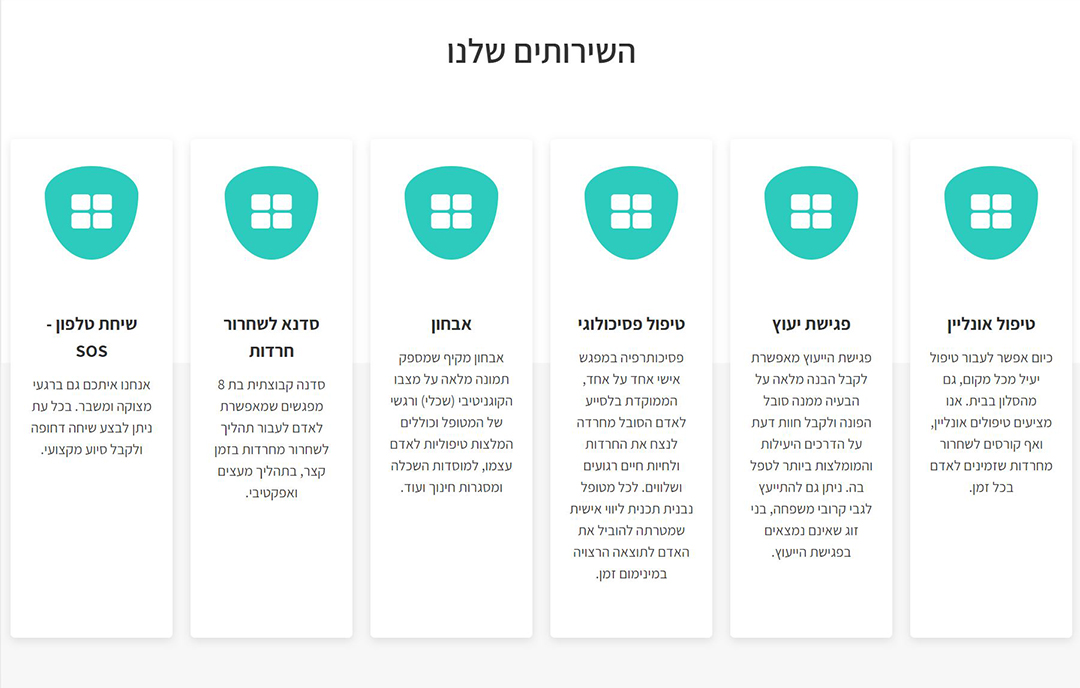 השירותים שלנו
טיפול אונליין
כיום אפשר לעבור טיפול
יעיל מכל מקום, גם
מהסלון בבית. אנו
מציעים טיפולים אונליין,
ואף קורסים לשחרור
מחרדות שזמינים לאדם
בכל זמן.
פגישת יעוץ
פגישת הייעוץ מאפשרת
לקבל הבנה מלאה על
הבעיה ממנה סובל
הפונה ולקבל חוות דעת
על הדרכים היעילות
והמומלצות ביותר לטפל
בה. ניתן גם להתייעץ
לגבי קרובי משפחה, בני
זוג שאינם נמצאים
בפגישת הייעוץ.
טיפול פסיכולוגי
פסיכותרפיה במפגש
אישי אחד על אחד,
הממוקדת בלסייע
לאדם הסובל מחרדה
לנצח את החרדות
ולחיות חיים רגועים
ושלווים. לכל מטופל
נבנית תכנית ליווי אישית
שמטרתה להוביל את
האדם לתוצאה הרצויה
במינימום זמן.
אבחון
אבחון מקיף שמספק
תמונה מלאה על מצבו
הקוגניטיבי (שכלי) ורגשי
של המטופל וכוללים
המלצות טיפוליות לאדם
עצמו, למוסדות השכלה
ומסגרות חינוך ועוד.
סדנא לשחרור
חרדות
סדנה קבוצתית בת 8
מפגשים שמאפשרת
לאדם לעבור תהליך
לשחרור מחרדות בזמן
קצר, בתהליך מעצים
ואפקטיבי.
שיחת טלפון -
SOS
אנחנו איתכם גם ברגעי
מצוקה ומשבר. בכל עת
ניתן לבצע שיחה דחופה
ולקבל סיוע מקצועי.